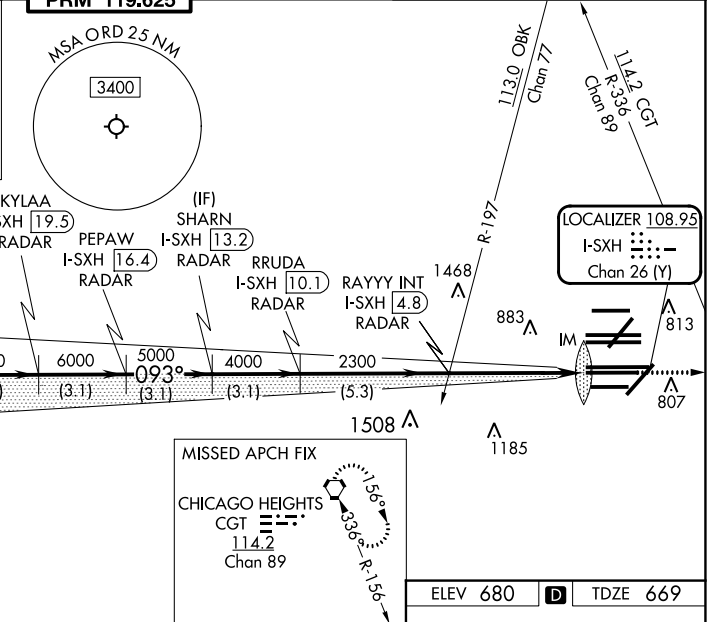 PRM 119.625
MSA ORD 25 NM
3400
113.0 OBK
Chan 77
R-197
114.2 CGT
R-336
Chan 89
KYLAA
SXH 19.5
RADAR
PEPAW
I-SXH 16.4
RADAR
(IF)
SHARN
I-SXH 13.2
RADAR
RRUDA
I-SXH 10.1
RADAR
RAYYY INT
I-SXH 4.8
RADAR
1468
LOCALIZER 108.95
I-SXH
Chan 26 (Y)
883
IM
813
6000
5000
4000
2300
093°
(3.1)
(3.1)
(3.1)
(5.3)
807
1508
1185
MISSED APCH FIX
CHICAGO HEIGHTS
CGT
114.2
Chan 89
156°
336°
R-156
ELEV 680 D TDZE 669